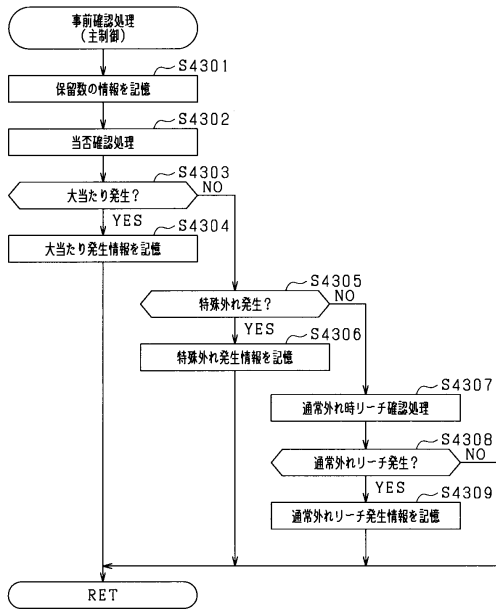 事前確認処理
(主制御)
S4301
保留数の情報を記憶
S4302
当否確認処理
S4303
大当たり発生?
NO
YES
S4304
大当たり発生情報を記憶
S4305
特殊外れ発生?
NO
YES
S4306
特殊外れ発生情報を記憶
S4307
通常外れ時リーチ確認処理
S4308
通常外れリーチ発生?
NO
YES
S4309
通常外れリーチ発生情報を記憶
RET